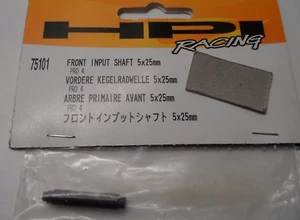 HPI
RACING
75101
FRONT INPUT SHAFT 5x25mm
PRO 4
VORDERE KEGELRADWELLE 5x25mm
PRO 4
ARBRE PRIMAIRE AVANT 5x25mm
PRO 4
フロントインプットシャフト 5x25mm